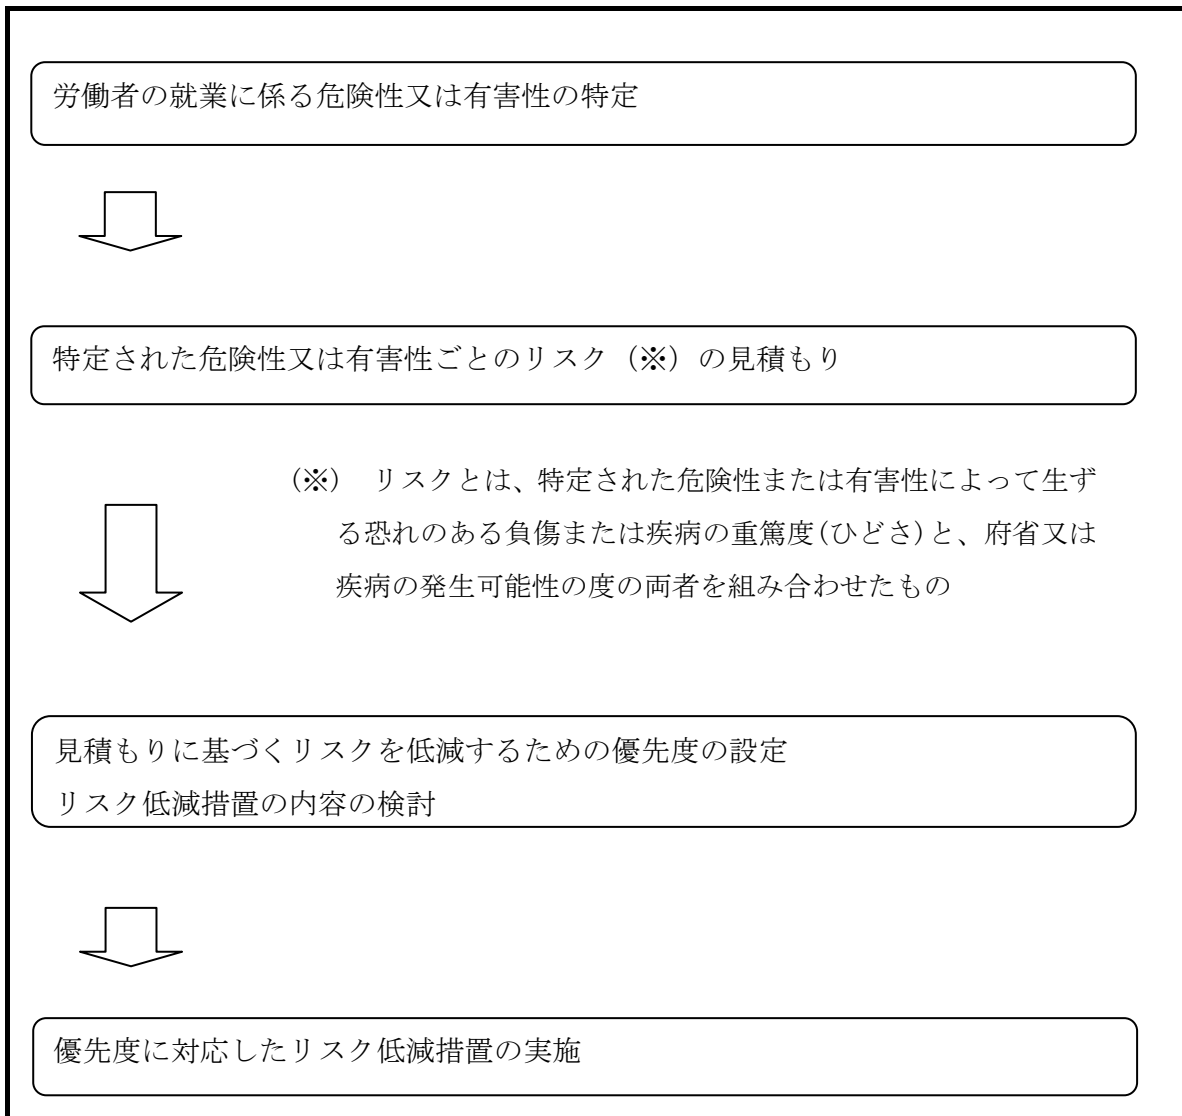 労働者の就業に係る危険性又は有害性の特定
特定された危険性又は有害性ごとのリスク（※）の見積もり
（※）　リスクとは、特定された危険性または有害性によって生ず
る恐れのある負傷または疾病の重篤度(ひどさ)と、府省又は
疾病の発生可能性の度の両者を組み合わせたもの
見積もりに基づくリスクを低減するための優先度の設定
リスク低減措置の内容の検討
優先度に対応したリスク低減措置の実施